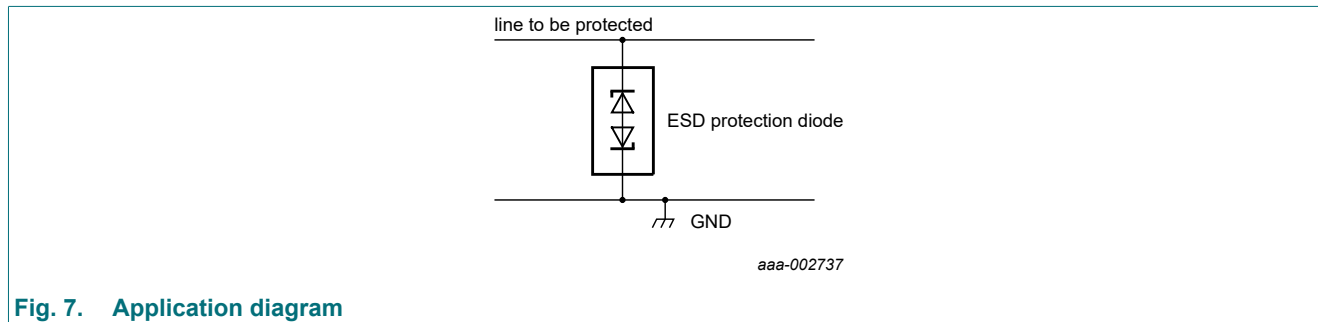 line to be protected
ESD protection diode
GND
aaa-002737
Fig. 7. Application diagram